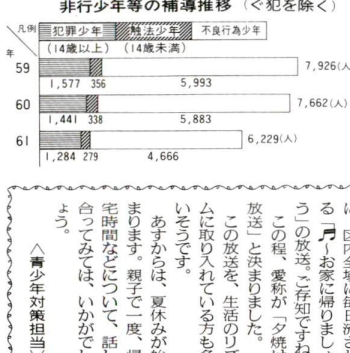 非行少年等の補導推移（ぐ犯を除く）
凡例 犯罪少年 触法少年 不良行為少年
年 (14歳以上) (14歳未満)
59 7,926(人)
1,577 356 5,993
60 7,662(人)
1,441 338 5,883
61 6,229(人)
1,284 279 4,666
る「♬～お家に帰りましょ
う」の放送。ご存知ですね
この程、愛称が「夕焼け
放送」と決まりました。
この放送を、生活のリズ
ムに取り入れている方も多
いそうです。
あすからは、夏休みが始
まります。親子で一度、帰
宅時間などについて、話し
合ってみては、いかがでし
ょう。
〈青少年対策担当〉